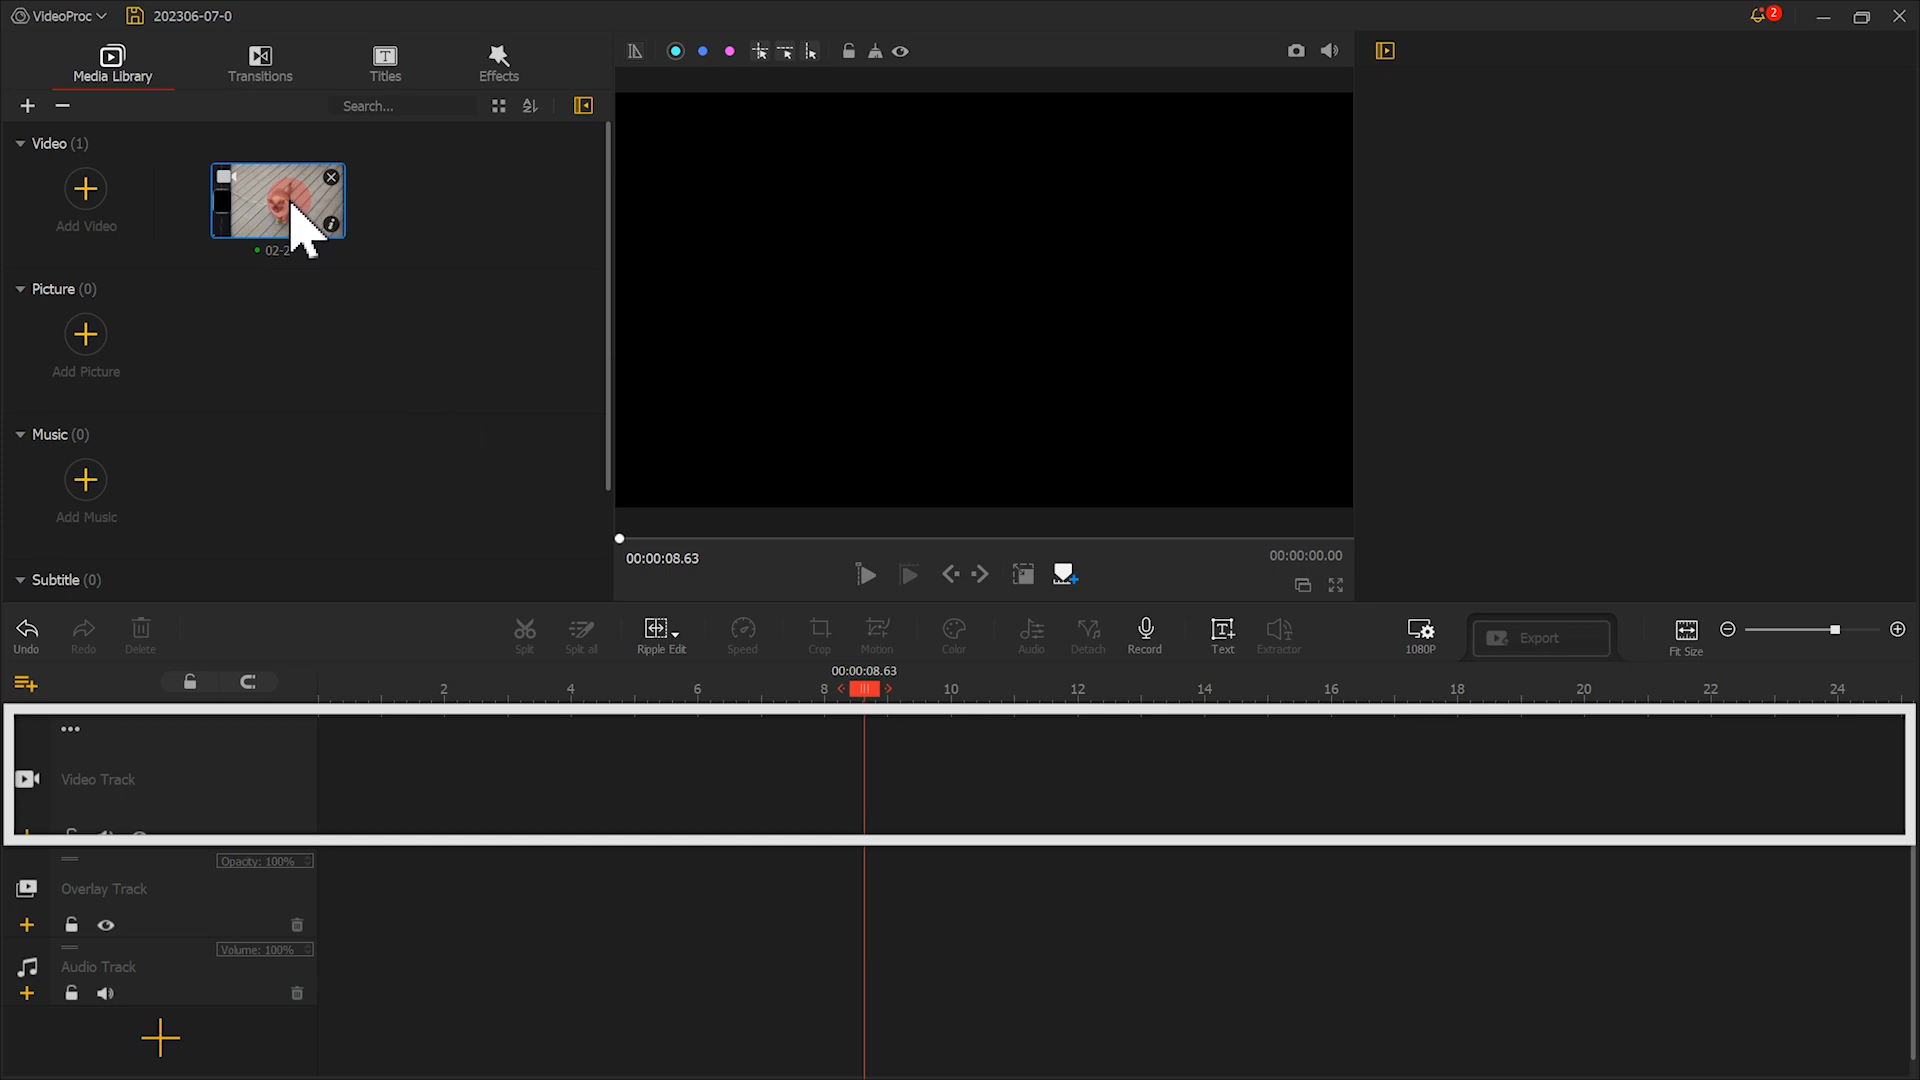 VideoProc
202306-07-0
2
Media Library
Transitions
Titles
Effects
Search...
Video (1)
Add Video
02-2
Picture (0)
Add Picture
Music (0)
Add Music
Subtitle (0)
00:00:08.63
00:00:00.00
Undo
Redo
Delete
Split
Split all
Ripple Edit
Speed
Crop
Motion
Color
Audio
Detach
Record
Text
Extractor
1080P
Export
Fit Size
00:00:08.63
2
4
6
8
10
12
14
16
18
20
22
24
Video Track
Opacity: 100%
Overlay Track
Volume: 100%
Audio Track